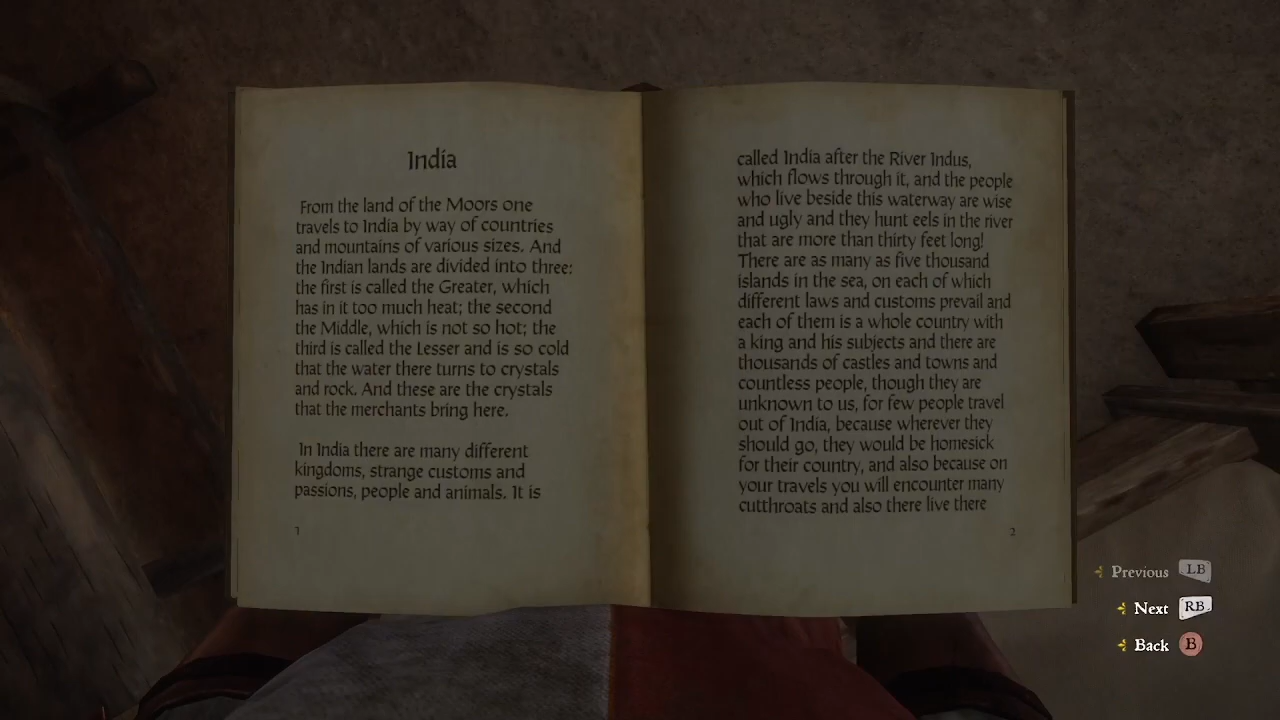 India
From the land of the Moors one
travels to India by way of countries
and mountains of various sizes. And
the Indian lands are divided into three:
the first is called the Greater, which
has in it too much heat; the second
the Middle, which is not so hot; the
third is called the Lesser and is so cold
that the water there turns to crystals
and rock. And these are the crystals
that the merchants bring here.
In India there are many different
kingdoms, strange customs and
passions, people and animals. It is
1
called India after the River Indus,
which flows through it, and the people
who live beside this waterway are wise
and ugly and they hunt eels in the river
that are more than thirty feet long!
There are as many as five thousand
islands in the sea, on each of which
different laws and customs prevail and
each of them is a whole country with
a king and his subjects and there are
thousands of castles and towns and
countless people, though they are
unknown to us, for few people travel
out of India, because wherever they
should go, they would be homesick
for their country, and also because on
your travels you will encounter many
cutthroats and also there live there
2
Previous LB
Next RB
Back B